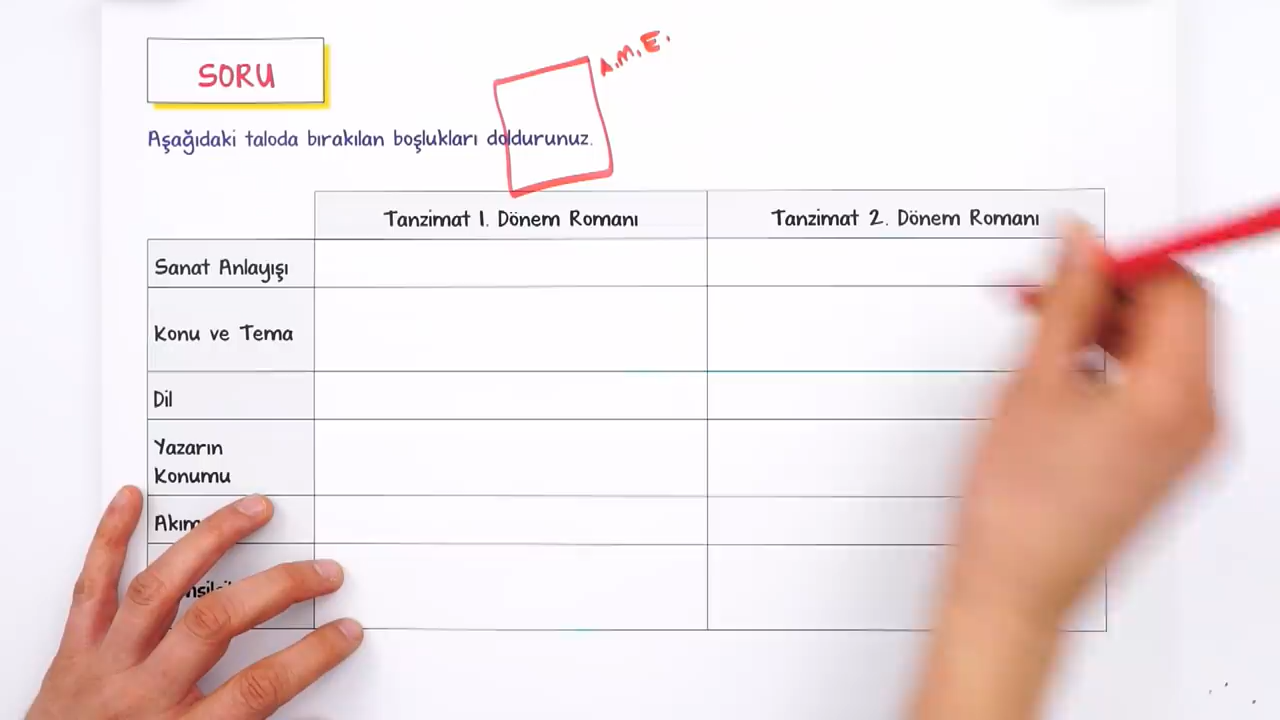 SORU
A.M.E.
Aşağıdaki taloda bırakılan boşlukları doldurunuz.
Tanzimat 1. Dönem Romanı
Tanzimat 2. Dönem Romanı
Sanat Anlayışı
Konu ve Tema
Dil
Yazarın
Konumu